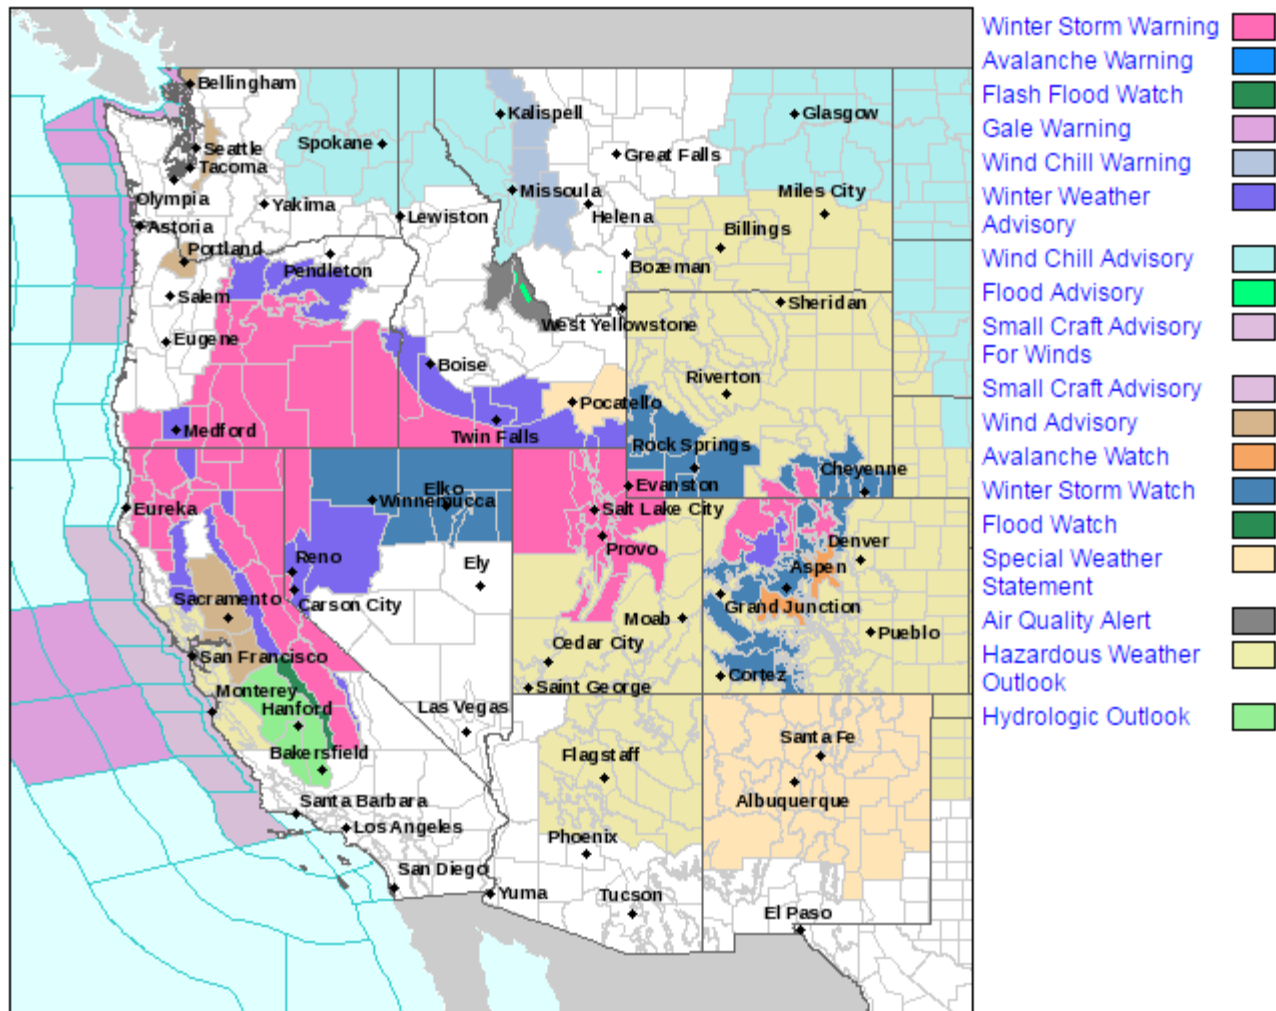 Winter Storm Warning
Avalanche Warning
Flash Flood Watch
Gale Warning
Wind Chill Warning
Winter Weather
Advisory
Wind Chill Advisory
Flood Advisory
Small Craft Advisory
For Winds
Small Craft Advisory
Wind Advisory
Avalanche Watch
Winter Storm Watch
Flood Watch
Special Weather
Statement
Air Quality Alert
Hazardous Weather
Outlook
Hydrologic Outlook
Bellingham
Kalispell
Glasgow
Seattle
Spokane
Great Falls
Tacoma
Missoula
Miles City
Olympia
Yakima
Lewiston
Helena
Astoria
Billings
Portland
Pendleton
Bozeman
Salem
Sheridan
West Yellowstone
Eugene
Boise
Riverton
Pocatello
Medford
Twin Falls
Rock Springs
Cheyenne
Elko
Evanston
Winnemucca
Eureka
Salt Lake City
Provo
Denver
Reno
Ely
Aspen
Sacramento
Carson City
Grand Junction
Moab
Pueblo
Cedar City
San Francisco
Cortez
Saint George
Monterey
Hanford
Las Vegas
Santa Fe
Bakersfield
Flagstaff
Santa Barbara
Albuquerque
Los Angeles
Phoenix
San Diego
Yuma
Tucson
El Paso